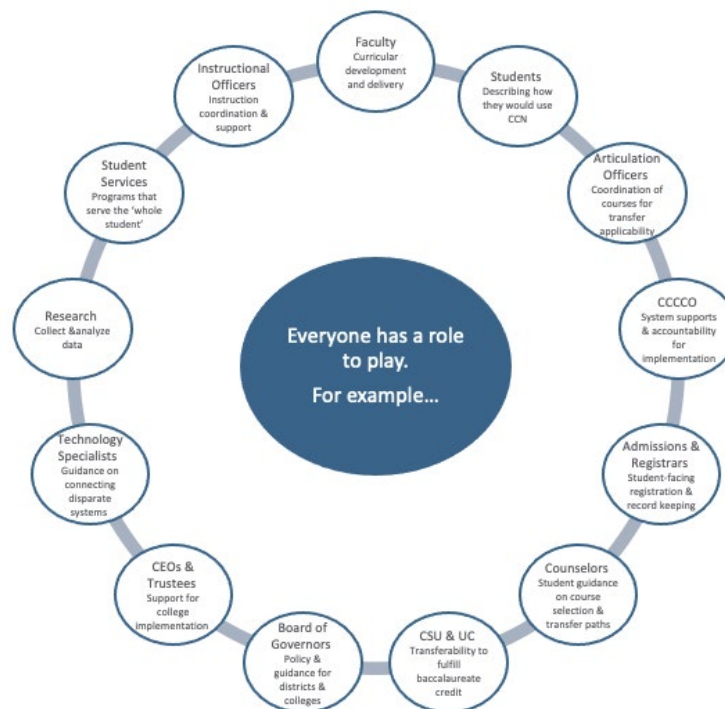 Faculty
Curricular
development
and delivery
Students
Describing how
they would use
CCN
Articulation
Officers
Coordination of
courses for
transfer
applicability
CCCCO
System supports
& accountability
for
implementation
Admissions &
Registrars
Student-facing
registration &
record keeping
Counselors
Student guidance
on course
selection &
transfer paths
CSU & UC
Transferability to
fulfill
baccalaureate
credit
Board of
Governors
Policy &
guidance for
districts &
colleges
CEOs &
Trustees
Support for
college
implementation
Technology
Specialists
Guidance on
connecting
disparate
systems
Research
Collect &analyze
data
Student
Services
Programs that
serve the ‘whole
student’
Instructional
Officers
Instruction
coordination &
support
Everyone has a role
to play.
For example…